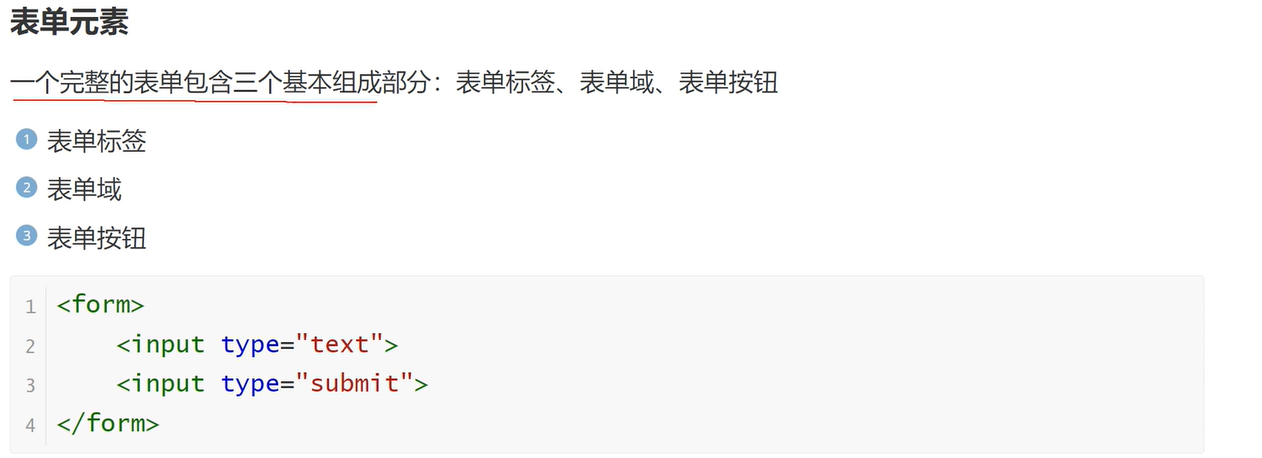 表单元素
一个完整的表单包含三个基本组成部分：表单标签、表单域、表单按钮
1 表单标签
2 表单域
3 表单按钮
1 <form>
2     <input type="text">
3     <input type="submit">
4 </form>